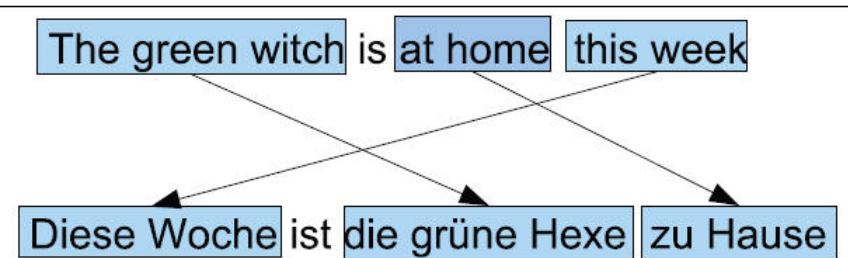 The green witch is at home this week
Diese Woche ist die grüne Hexe zu Hause